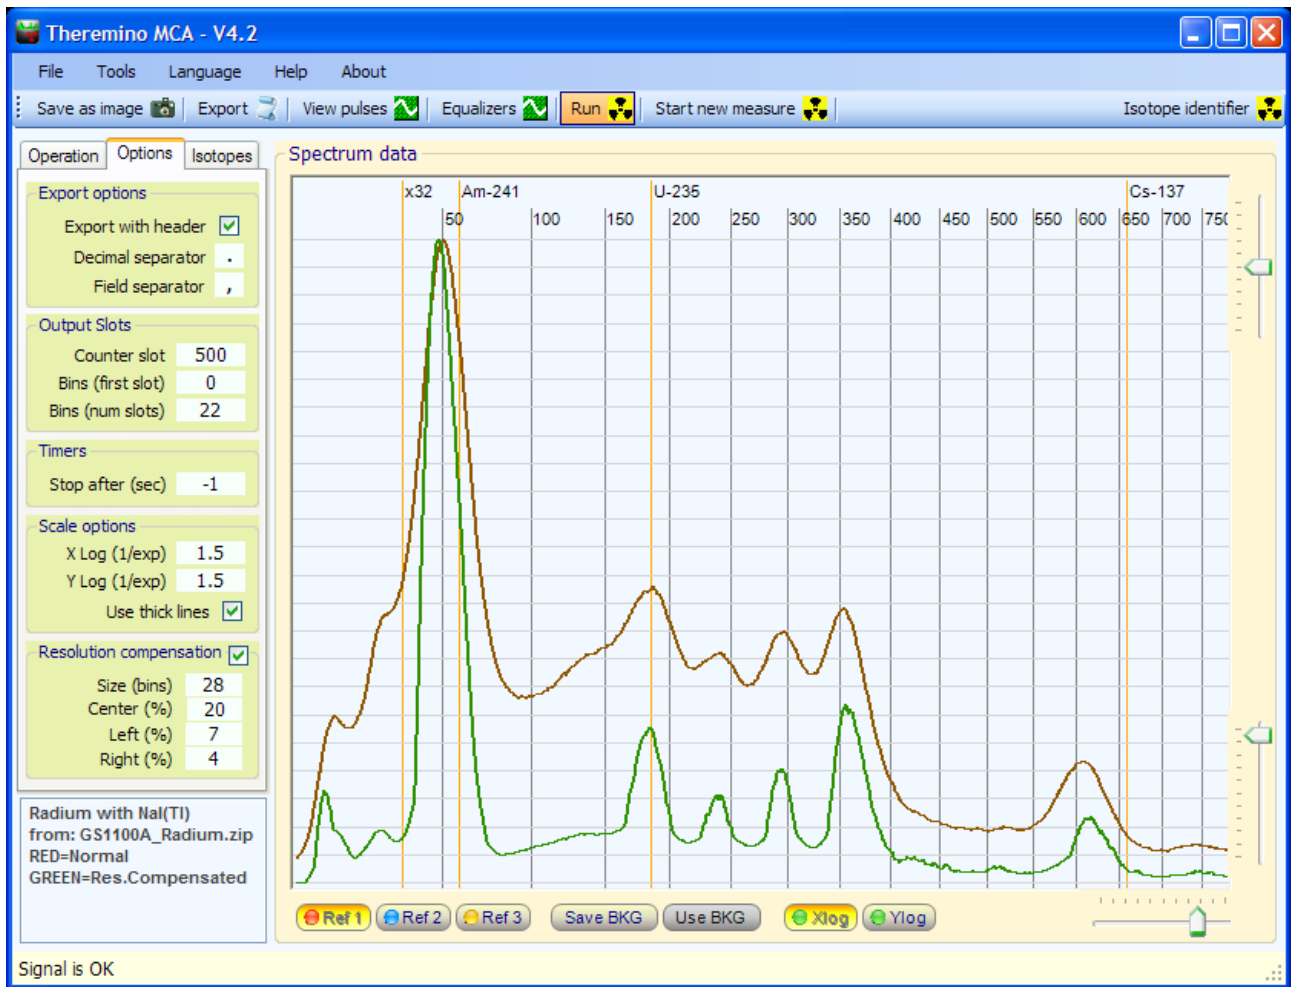 Theremino MCA - V4.2
File Tools Language Help About
Save as image Export View pulses Equalizers Run Start new measure Isotope identifier
Operation Options Isotopes
Export options
Export with header
Decimal separator .
Field separator ,
Output Slots
Counter slot 500
Bins (first slot) 0
Bins (num slots) 22
Timers
Stop after (sec) -1
Scale options
X Log (1/exp) 1.5
Y Log (1/exp) 1.5
Use thick lines
Resolution compensation
Size (bins) 28
Center (%) 20
Left (%) 7
Right (%) 4
Radium with NaI(Tl)
from: GS1100A_Radium.zip
RED=Normal
GREEN=Res.Compensated
Spectrum data
x32 Am-241 U-235 Cs-137
50 100 150 200 250 300 350 400 450 500 550 600 650 700 750
Ref 1 Ref 2 Ref 3 Save BKG Use BKG Xlog Ylog
Signal is OK